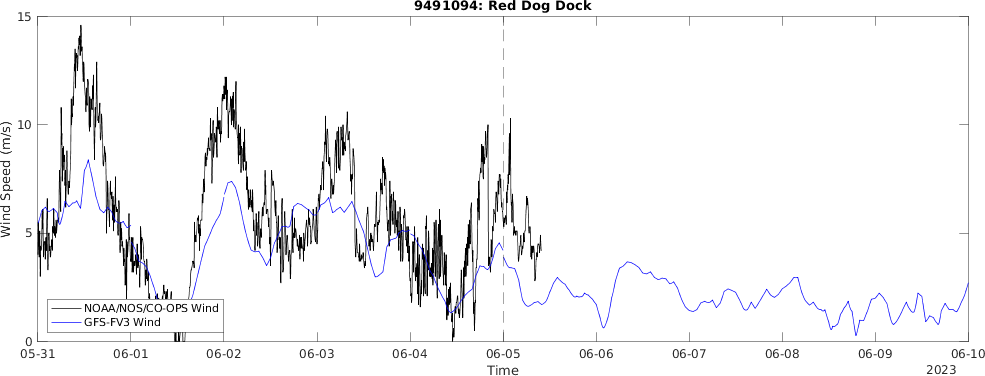 9491094: Red Dog Dock
15
10
5
0
Wind Speed (m/s)
NOAA/NOS/CO-OPS Wind
GFS-FV3 Wind
05-31 06-01 06-02 06-03 06-04 06-05 06-06 06-07 06-08 06-09 06-10
Time
2023